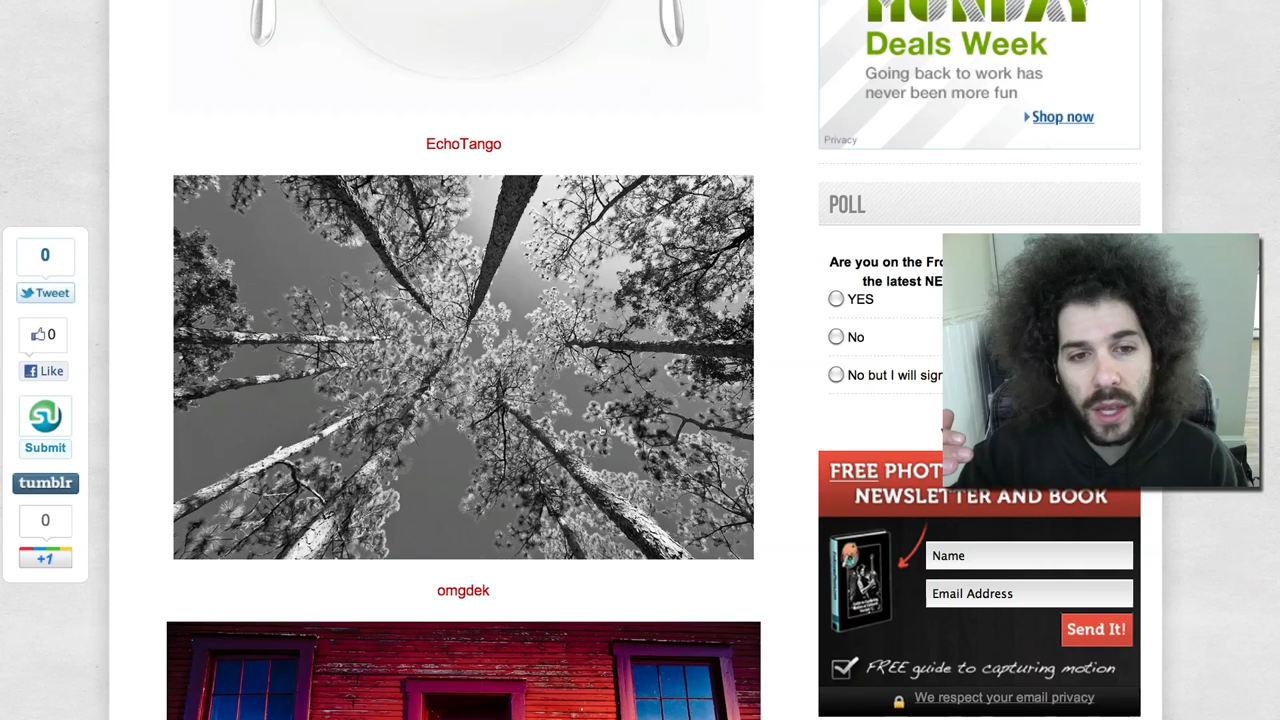 MONDAY
Deals Week
Going back to work has
never been more fun
Shop now
Privacy
EchoTango
POLL
Are you on the Fro
the latest NE
YES
No
No but I will sign
0
Tweet
0
Like
Submit
tumblr
0
+1
omgdek
FREE PHOT
NEWSLETTER AND BOOK
Name
Email Address
Send It!
FREE guide to capturing motion
We respect your email privacy